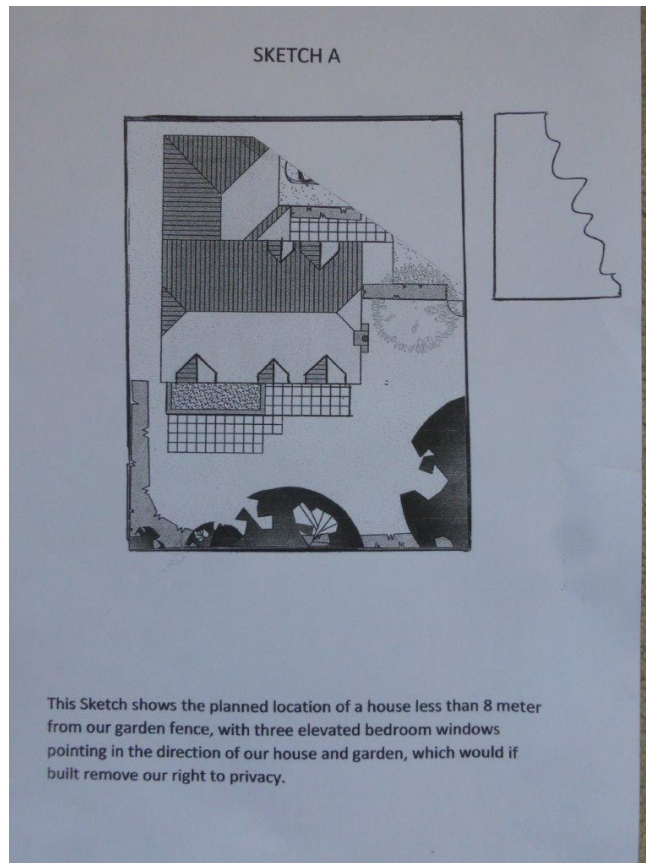 SKETCH A
This Sketch shows the planned location of a house less than 8 meter
from our garden fence, with three elevated bedroom windows
pointing in the direction of our house and garden, which would if
built remove our right to privacy.